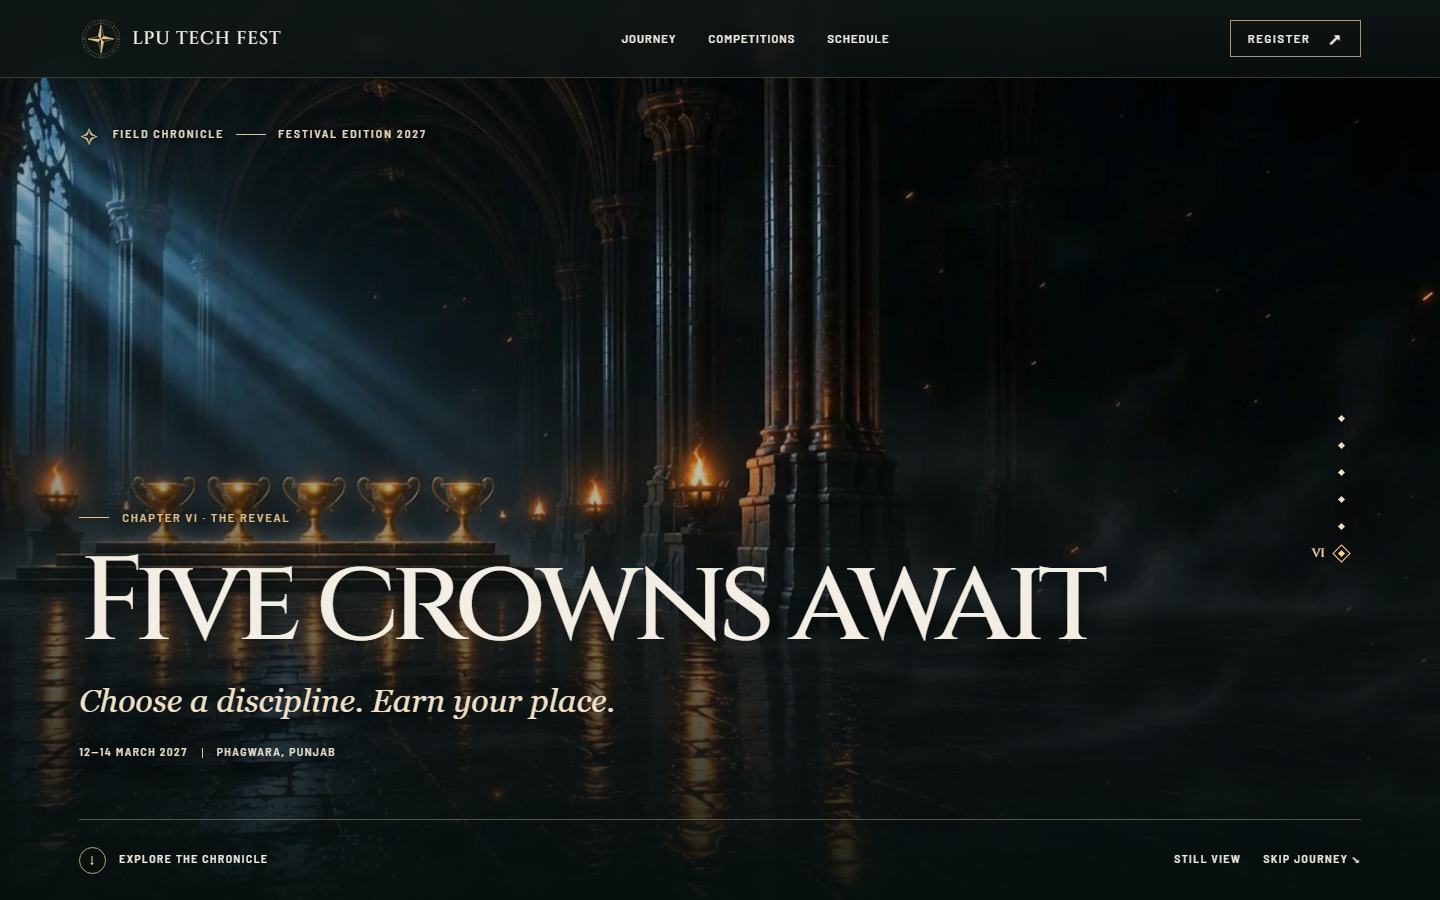 LPU TECH FEST
JOURNEY COMPETITIONS SCHEDULE
REGISTER ↗
FIELD CHRONICLE — FESTIVAL EDITION 2027
CHAPTER VI · THE REVEAL
FIVE CROWNS AWAIT
VI
Choose a discipline. Earn your place.
12–14 MARCH 2027 | PHAGWARA, PUNJAB
↓ EXPLORE THE CHRONICLE
STILL VIEW SKIP JOURNEY ↘